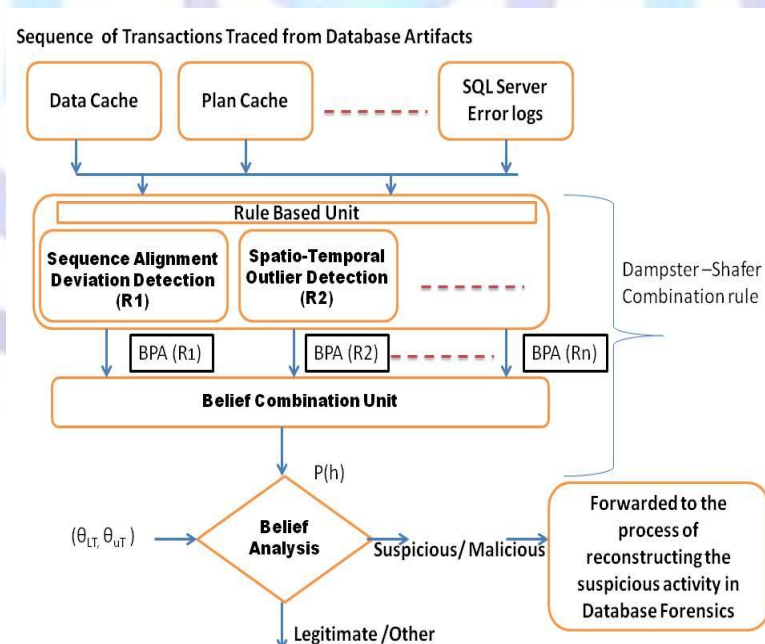 Sequence of Transactions Traced from Database Artifacts
Data Cache
Plan Cache
SQL Server
Error logs
Rule Based Unit
Sequence Alignment
Deviation Detection
(R1)
Spatio-Temporal
Outlier Detection
(R2)
Dampster –Shafer
Combination rule
BPA (R1)
BPA (R2)
BPA (Rn)
Belief Combination Unit
P(h)
(θLT, θuT )
Belief
Analysis
Suspicious/ Malicious
Forwarded to the
process of
reconstructing the
suspicious activity in
Database Forensics
Legitimate /Other